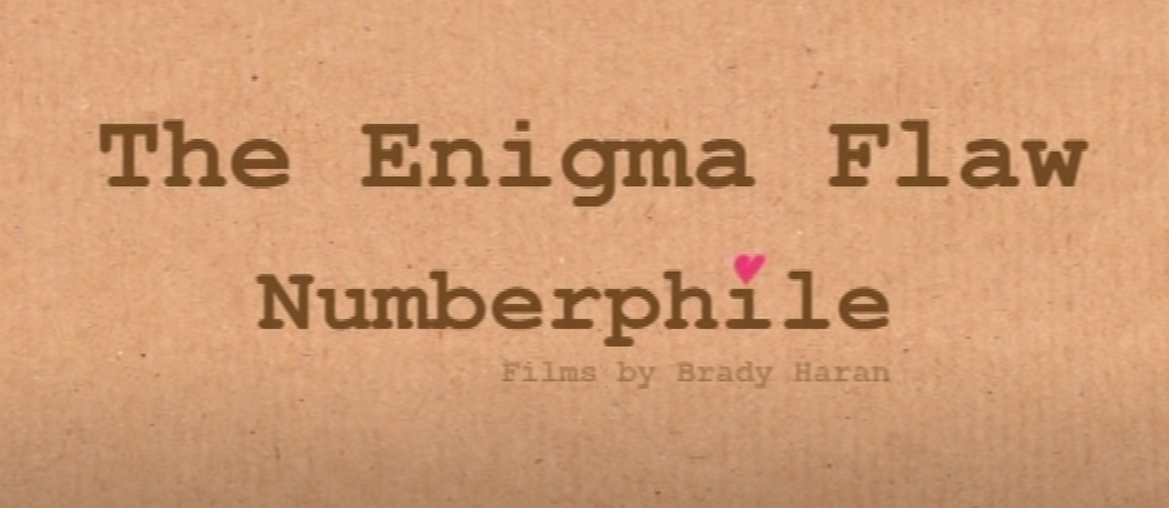 The Enigma Flaw
Numberphile
Films by Brady Haran